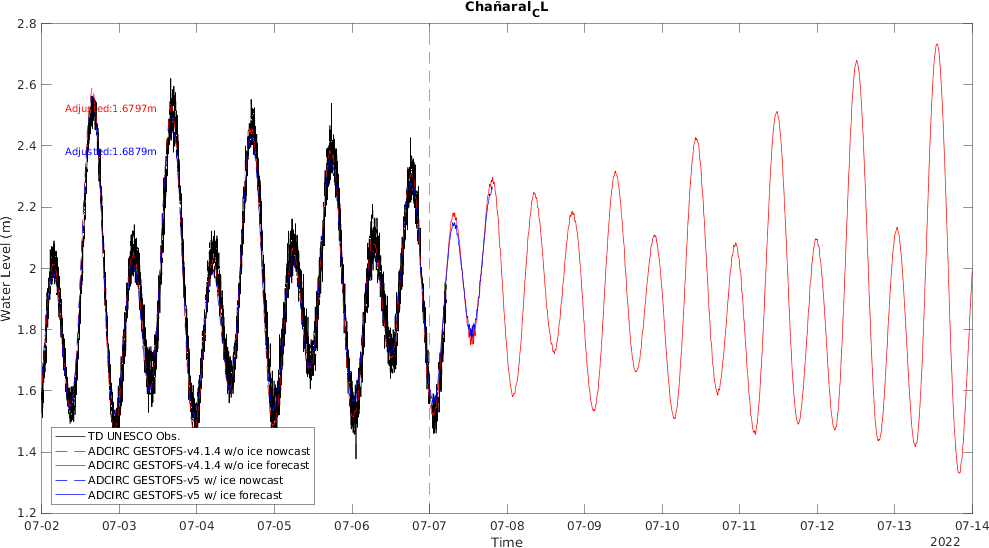 Chañaral_CL
2.8
2.6
2.4
2.2
2
1.8
1.6
1.4
1.2
Water Level (m)
Adjusted:1.6797m
Adjusted:1.6879m
TD UNESCO Obs.
ADCIRC GESTOFS-v4.1.4 w/o ice nowcast
ADCIRC GESTOFS-v4.1.4 w/o ice forecast
ADCIRC GESTOFS-v5 w/ ice nowcast
ADCIRC GESTOFS-v5 w/ ice forecast
07-02 07-03 07-04 07-05 07-06 07-07 07-08 07-09 07-10 07-11 07-12 07-13 07-14
Time
2022